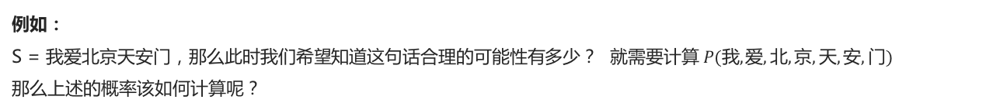 例如：
S = 我爱北京天安门，那么此时我们希望知道这句话合理的可能性有多少？ 就需要计算 P(我,爱,北,京,天,安,门)
那么上述的概率该如何计算呢？